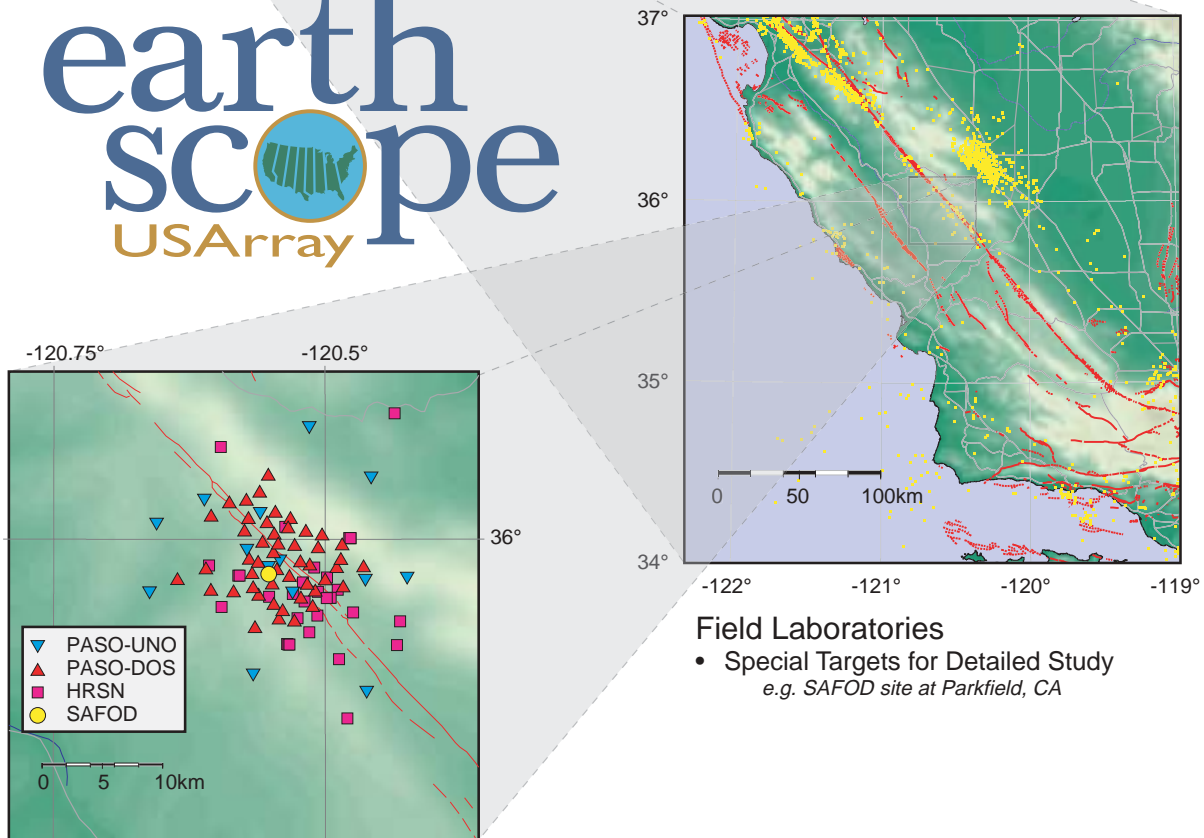 earth
scope
USArray
37°
36°
35°
34°
0 50 100km
-122° -121° -120° -119°
Field Laboratories
• Special Targets for Detailed Study
e.g. SAFOD site at Parkfield, CA
-120.75° -120.5°
36°
PASO-UNO
PASO-DOS
HRSN
SAFOD
0 5 10km